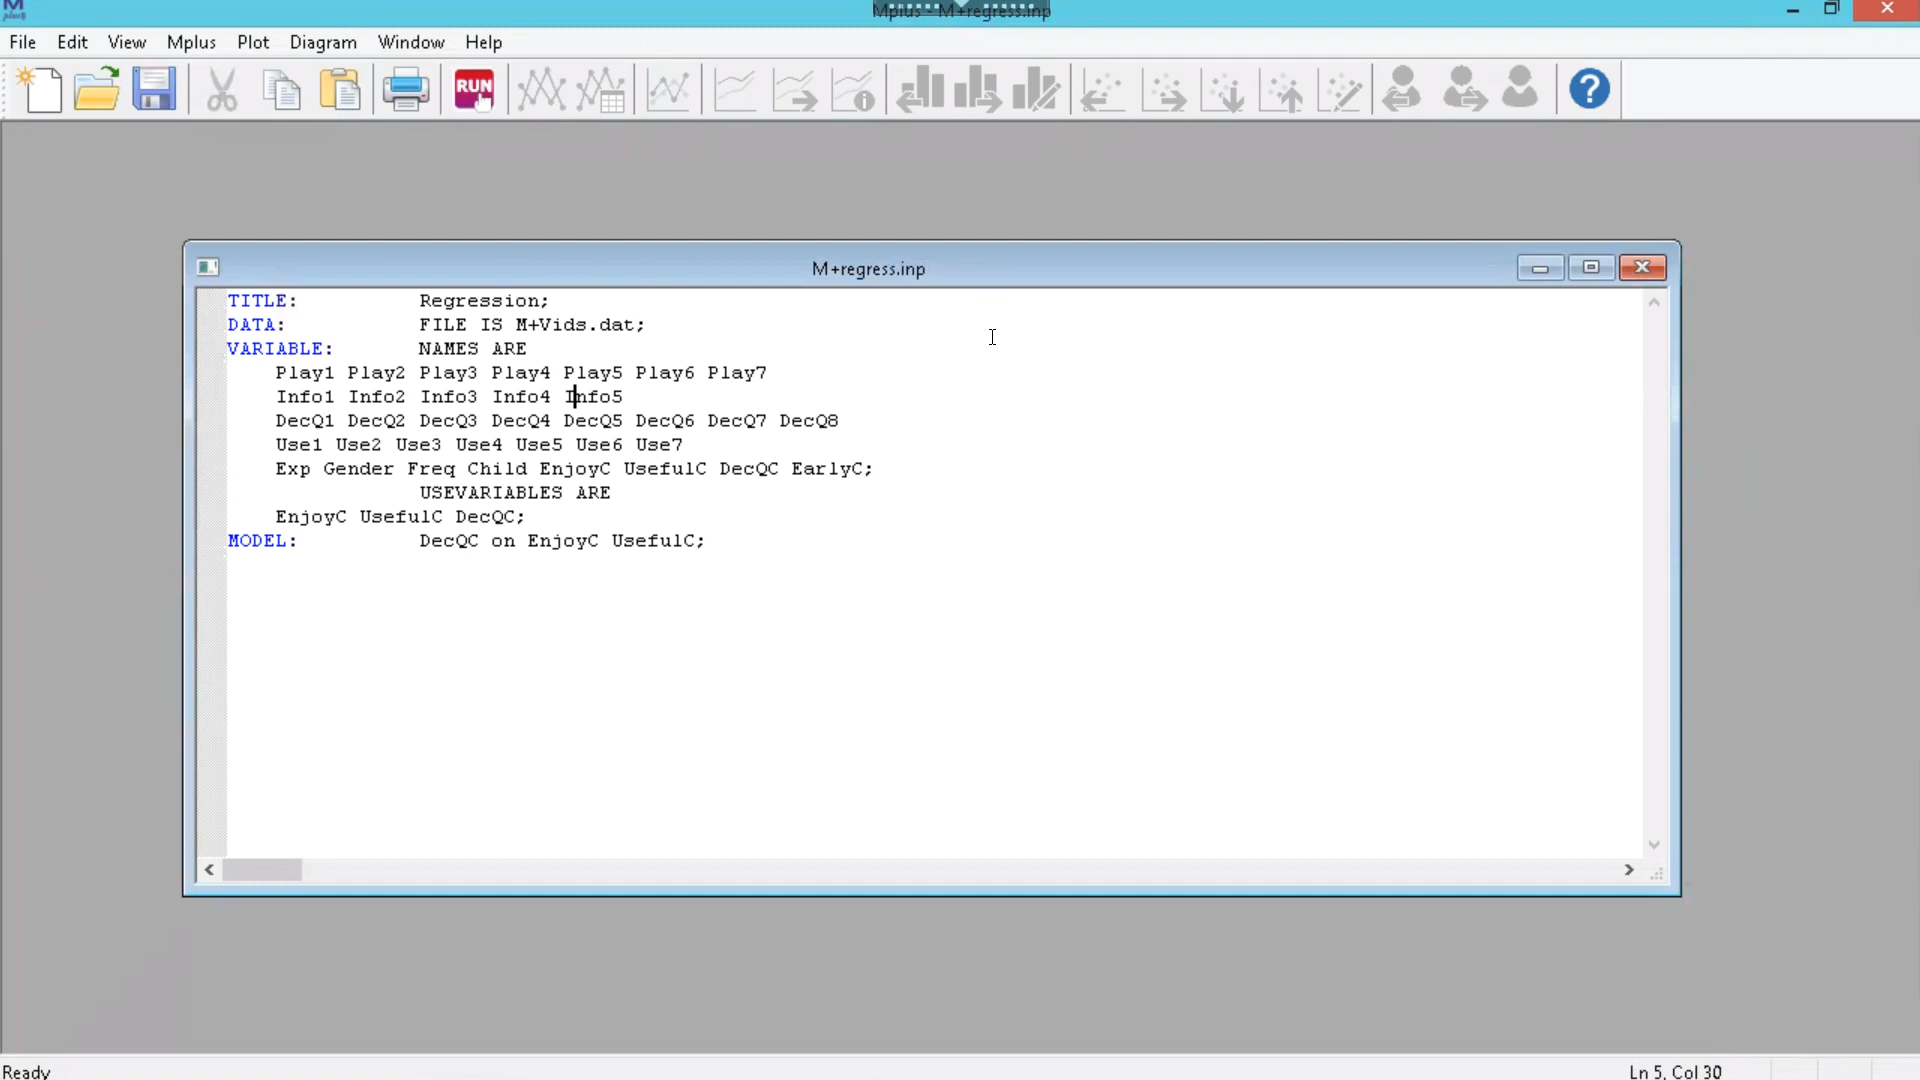 Mplus - M+regress.inp
File Edit View Mplus Plot Diagram Window Help
RUN
M+regress.inp
TITLE: Regression;
DATA: FILE IS M+Vids.dat;
VARIABLE: NAMES ARE
Play1 Play2 Play3 Play4 Play5 Play6 Play7
Info1 Info2 Info3 Info4 Info5
DecQ1 DecQ2 DecQ3 DecQ4 DecQ5 DecQ6 DecQ7 DecQ8
Use1 Use2 Use3 Use4 Use5 Use6 Use7
Exp Gender Freq Child EnjoyC UsefulC DecQC EarlyC;
USEVARIABLES ARE
EnjoyC UsefulC DecQC;
MODEL: DecQC on EnjoyC UsefulC;
Ready
Ln 5, Col 30